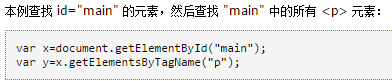 本例查找 id="main" 的元素，然后查找 "main" 中的所有 <p> 元素：
var x=document.getElementById("main");
var y=x.getElementsByTagName("p");